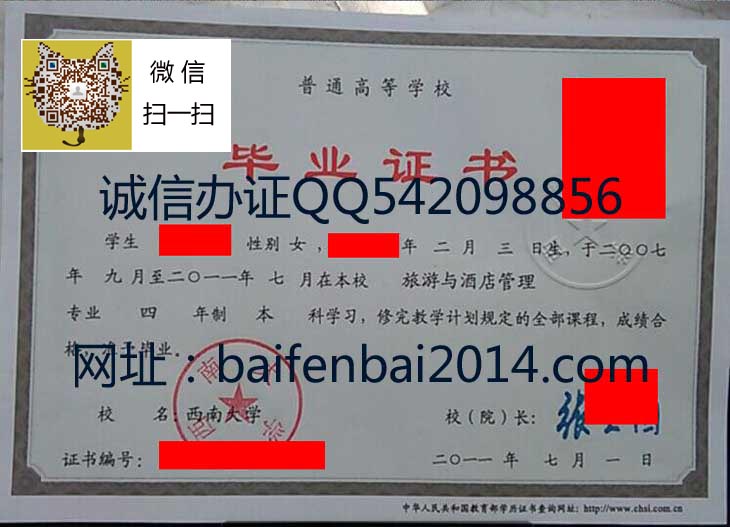 微信
扫一扫
普通高等学校
毕业证书
诚信办证QQ542098856
学生 性别 女， 年 二 月 三 日生，于二〇〇七
年 九 月至二〇一一年 七 月在本校 旅游与酒店管理
专业 四 年制 本 科学习，修完教学计划规定的全部课程，成绩合
毕业。
网址：baifenbai2014.com
校 名：西南大学 校（院）长：
证书编号： 二〇一一年 七 月 一 日
中华人民共和国教育部学历证书查询网址：http://www.chsi.com.cn